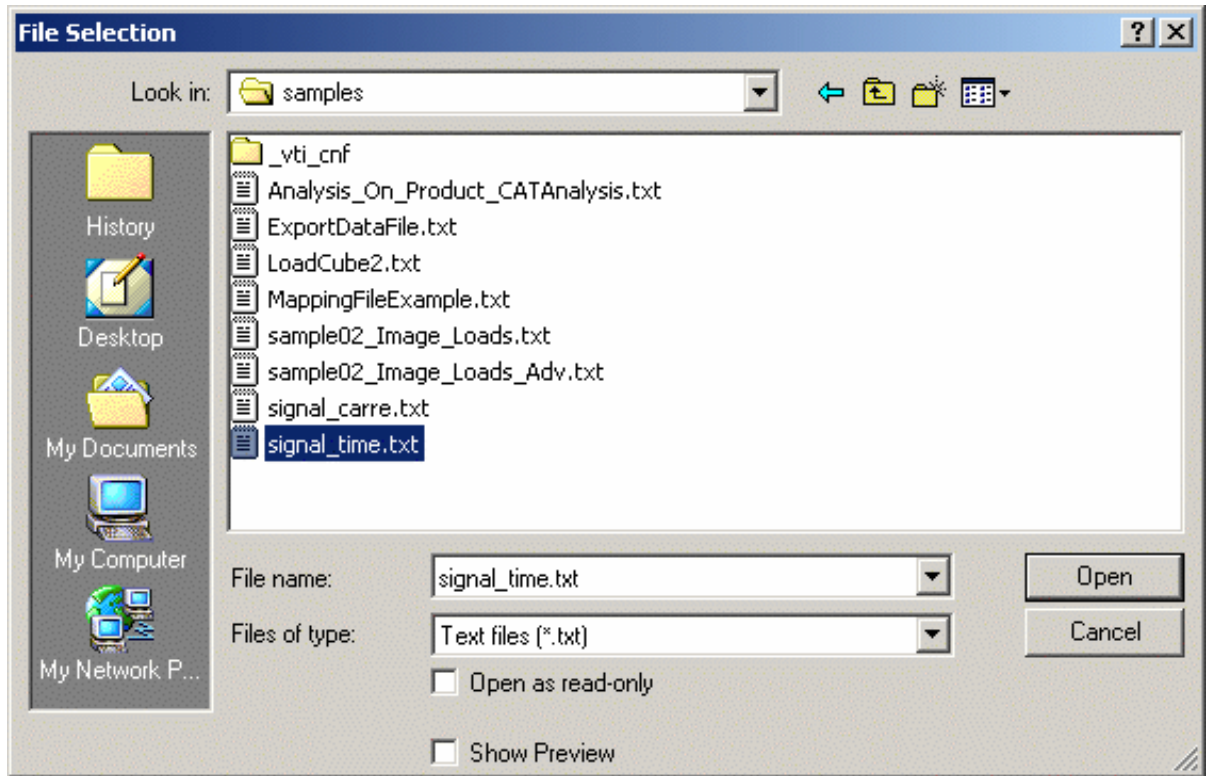 File Selection
Look in: samples
_vti_cnf
Analysis_On_Product_CATAnalysis.txt
ExportDataFile.txt
LoadCube2.txt
MappingFileExample.txt
sample02_Image_Loads.txt
sample02_Image_Loads_Adv.txt
signal_carre.txt
signal_time.txt
History
Desktop
My Documents
My Computer
My Network P...
File name: signal_time.txt Open
Files of type: Text files (*.txt) Cancel
Open as read-only
Show Preview